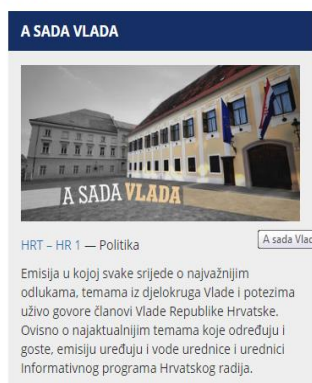 A SADA VLADA
A SADA VLADA
HRT – HR 1 — Politika
A sada Vlad
Emisija u kojoj svake srijede o najvažnijim
odlukama, temama iz djelokruga Vlade i potezima
uživo govore članovi Vlade Republike Hrvatske.
Ovisno o najaktualnijim temama koje određuju i
goste, emisiju uređuju i vode urednice i urednici
Informativnog programa Hrvatskog radija.